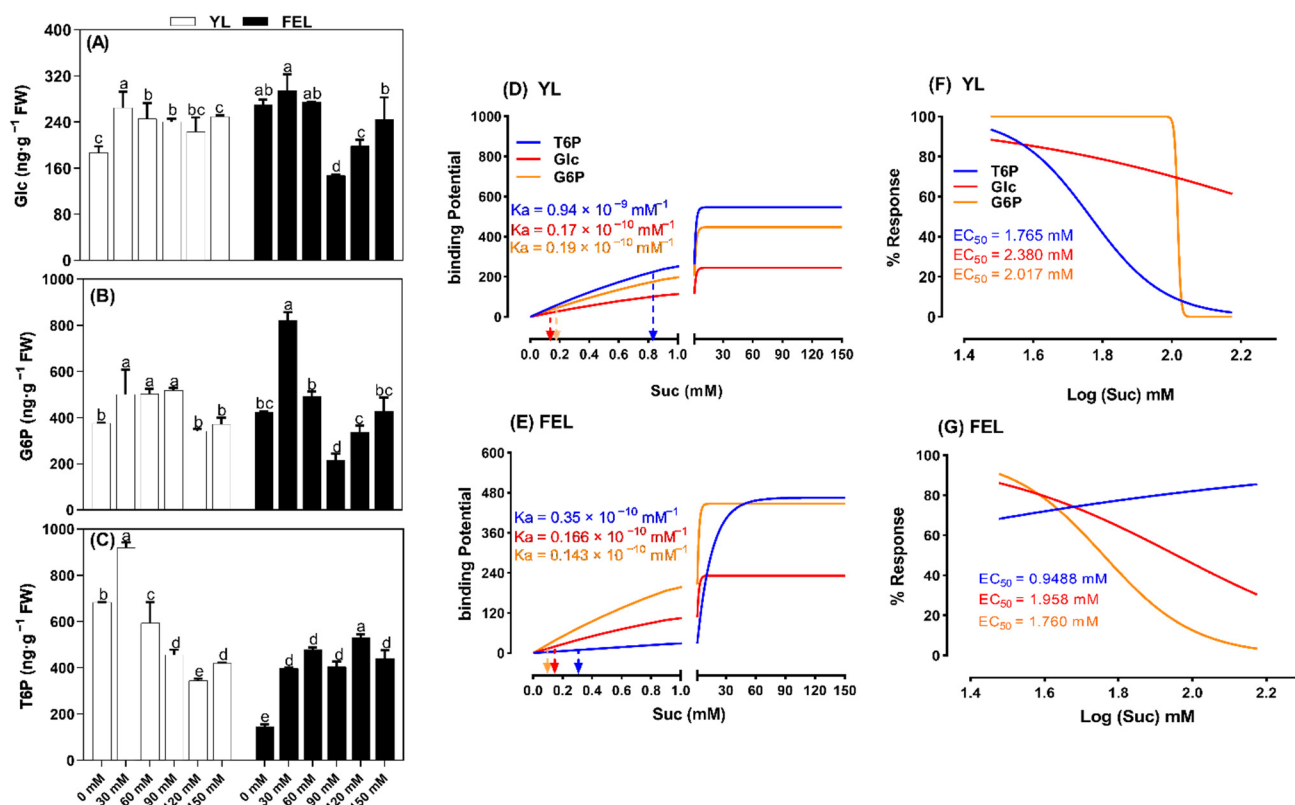 YL FEL
(A)
Glc (ng·g⁻¹ FW)
400
320
240
160
80
0
c
a
b
b
bc
c
ab
a
ab
d
c
b
(B)
G6P (ng·g⁻¹ FW)
1000
800
600
400
200
0
b
a
a
a
b
b
bc
a
b
d
c
bc
(C)
T6P (ng·g⁻¹ FW)
1000
800
600
400
200
0
b
a
c
d
e
d
e
d
d
d
a
d
0 mM
30 mM
60 mM
90 mM
120 mM
150 mM
0 mM
30 mM
60 mM
90 mM
120 mM
150 mM
(D) YL
binding Potential
1000
800
600
400
200
0
T6P
Glc
G6P
Ka = 0.94 × 10⁻⁹ mM⁻¹
Ka = 0.17 × 10⁻¹⁰ mM⁻¹
Ka = 0.19 × 10⁻¹⁰ mM⁻¹
0.0 0.2 0.4 0.6 0.8 1.0 30 60 90 120 150
Suc (mM)
(E) FEL
binding Potential
600
480
360
240
120
0
Ka = 0.35 × 10⁻¹⁰ mM⁻¹
Ka = 0.166 × 10⁻¹⁰ mM⁻¹
Ka = 0.143 × 10⁻¹⁰ mM⁻¹
0.0 0.2 0.4 0.6 0.8 1.0 30 60 90 120 150
Suc (mM)
(F) YL
% Response
100
80
60
40
20
0
T6P
Glc
G6P
EC₅₀ = 1.765 mM
EC₅₀ = 2.380 mM
EC₅₀ = 2.017 mM
1.4 1.6 1.8 2.0 2.2
Log (Suc) mM
(G) FEL
% Response
100
80
60
40
20
0
EC₅₀ = 0.9488 mM
EC₅₀ = 1.958 mM
EC₅₀ = 1.760 mM
1.4 1.6 1.8 2.0 2.2
Log (Suc) mM